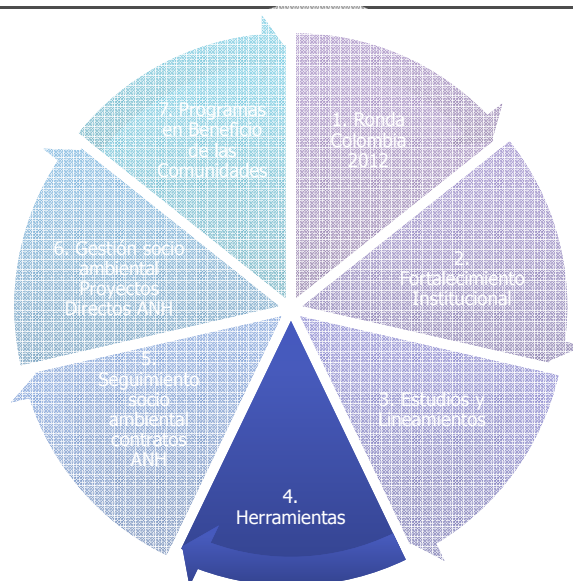 1. Ronda
Colombia
2012
2.
Fortalecimiento
Institucional
3. Estudios y
Lineamientos
4.
Herramientas
5.
Seguimiento
socio
ambiental
contratos
ANH
6. Gestión socio
ambiental
Proyectos
Directos ANH
7. Programas
en Beneficio
de las
Comunidades